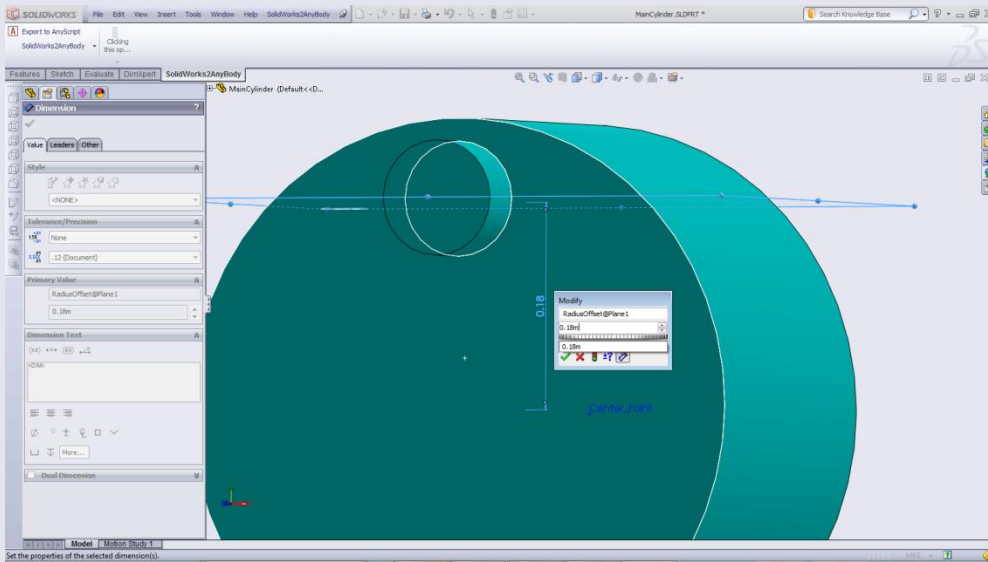 SOLIDWORKS File Edit View Insert Tools Window Help SolidWorks2AnyBody MainCylinder.SLDPRT * Search Knowledge Base
Export to AnyScript
SolidWorks2AnyBody
Clicking
this ap...
Features Sketch Evaluate DimXpert SolidWorks2AnyBody
MainCylinder (Default<<D...
Dimension ?
Value Leaders Other
Style
<NONE>
Tolerance/Precision
None
.12 (Document)
Primary Value
RadiusOffset@Plane1
0.18m
Dimension Text
<DIM>
More...
Dual Dimension
0.18
Modify
RadiusOffset@Plane1
0.18m
0.18m
Center_Point
Model Motion Study 1
Set the properties of the selected dimension(s).
MKS